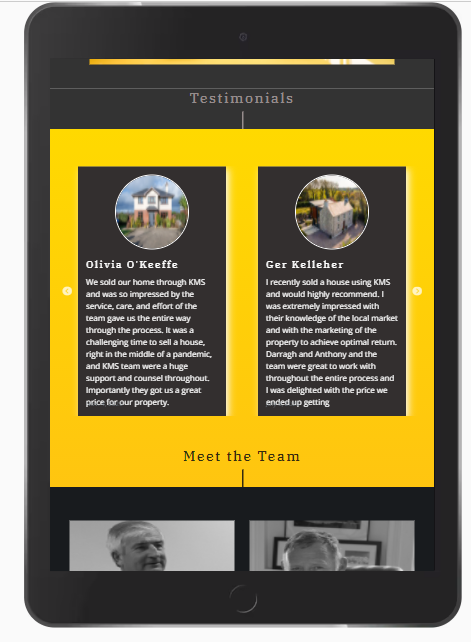 Testimonials
Olivia O'Keeffe
We sold our home through KMS
and was so impressed by the
service, care, and effort of the
team gave us the entire way
through the process. It was a
challenging time to sell a house,
right in the middle of a pandemic,
and KMS team were a huge
support and counsel throughout.
Importantly they got us a great
price for our property.
Ger Kelleher
I recently sold a house using KMS
and would highly recommend. I
was extremely impressed with
their knowledge of the local market
and with the marketing of the
property to achieve optimal return.
Darragh and Anthony and the
team were great to work with
throughout the entire process and
I was delighted with the price we
ended up getting
Meet the Team